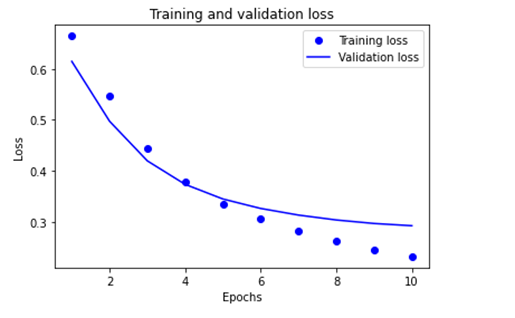 Training and validation loss
Training loss
Validation loss
0.6
0.5
0.4
0.3
Loss
2
4
6
8
10
Epochs